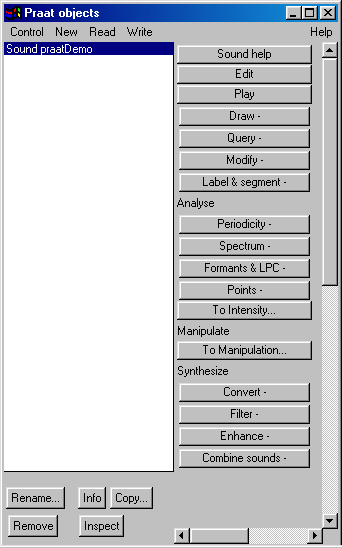 Praat objects
Control New Read Write Help
Sound praatDemo
Sound help
Edit
Play
Draw -
Query -
Modify -
Label & segment -
Analyse
Periodicity -
Spectrum -
Formants & LPC -
Points -
To Intensity...
Manipulate
To Manipulation...
Synthesize
Convert -
Filter -
Enhance -
Combine sounds -
Rename... Info Copy...
Remove Inspect